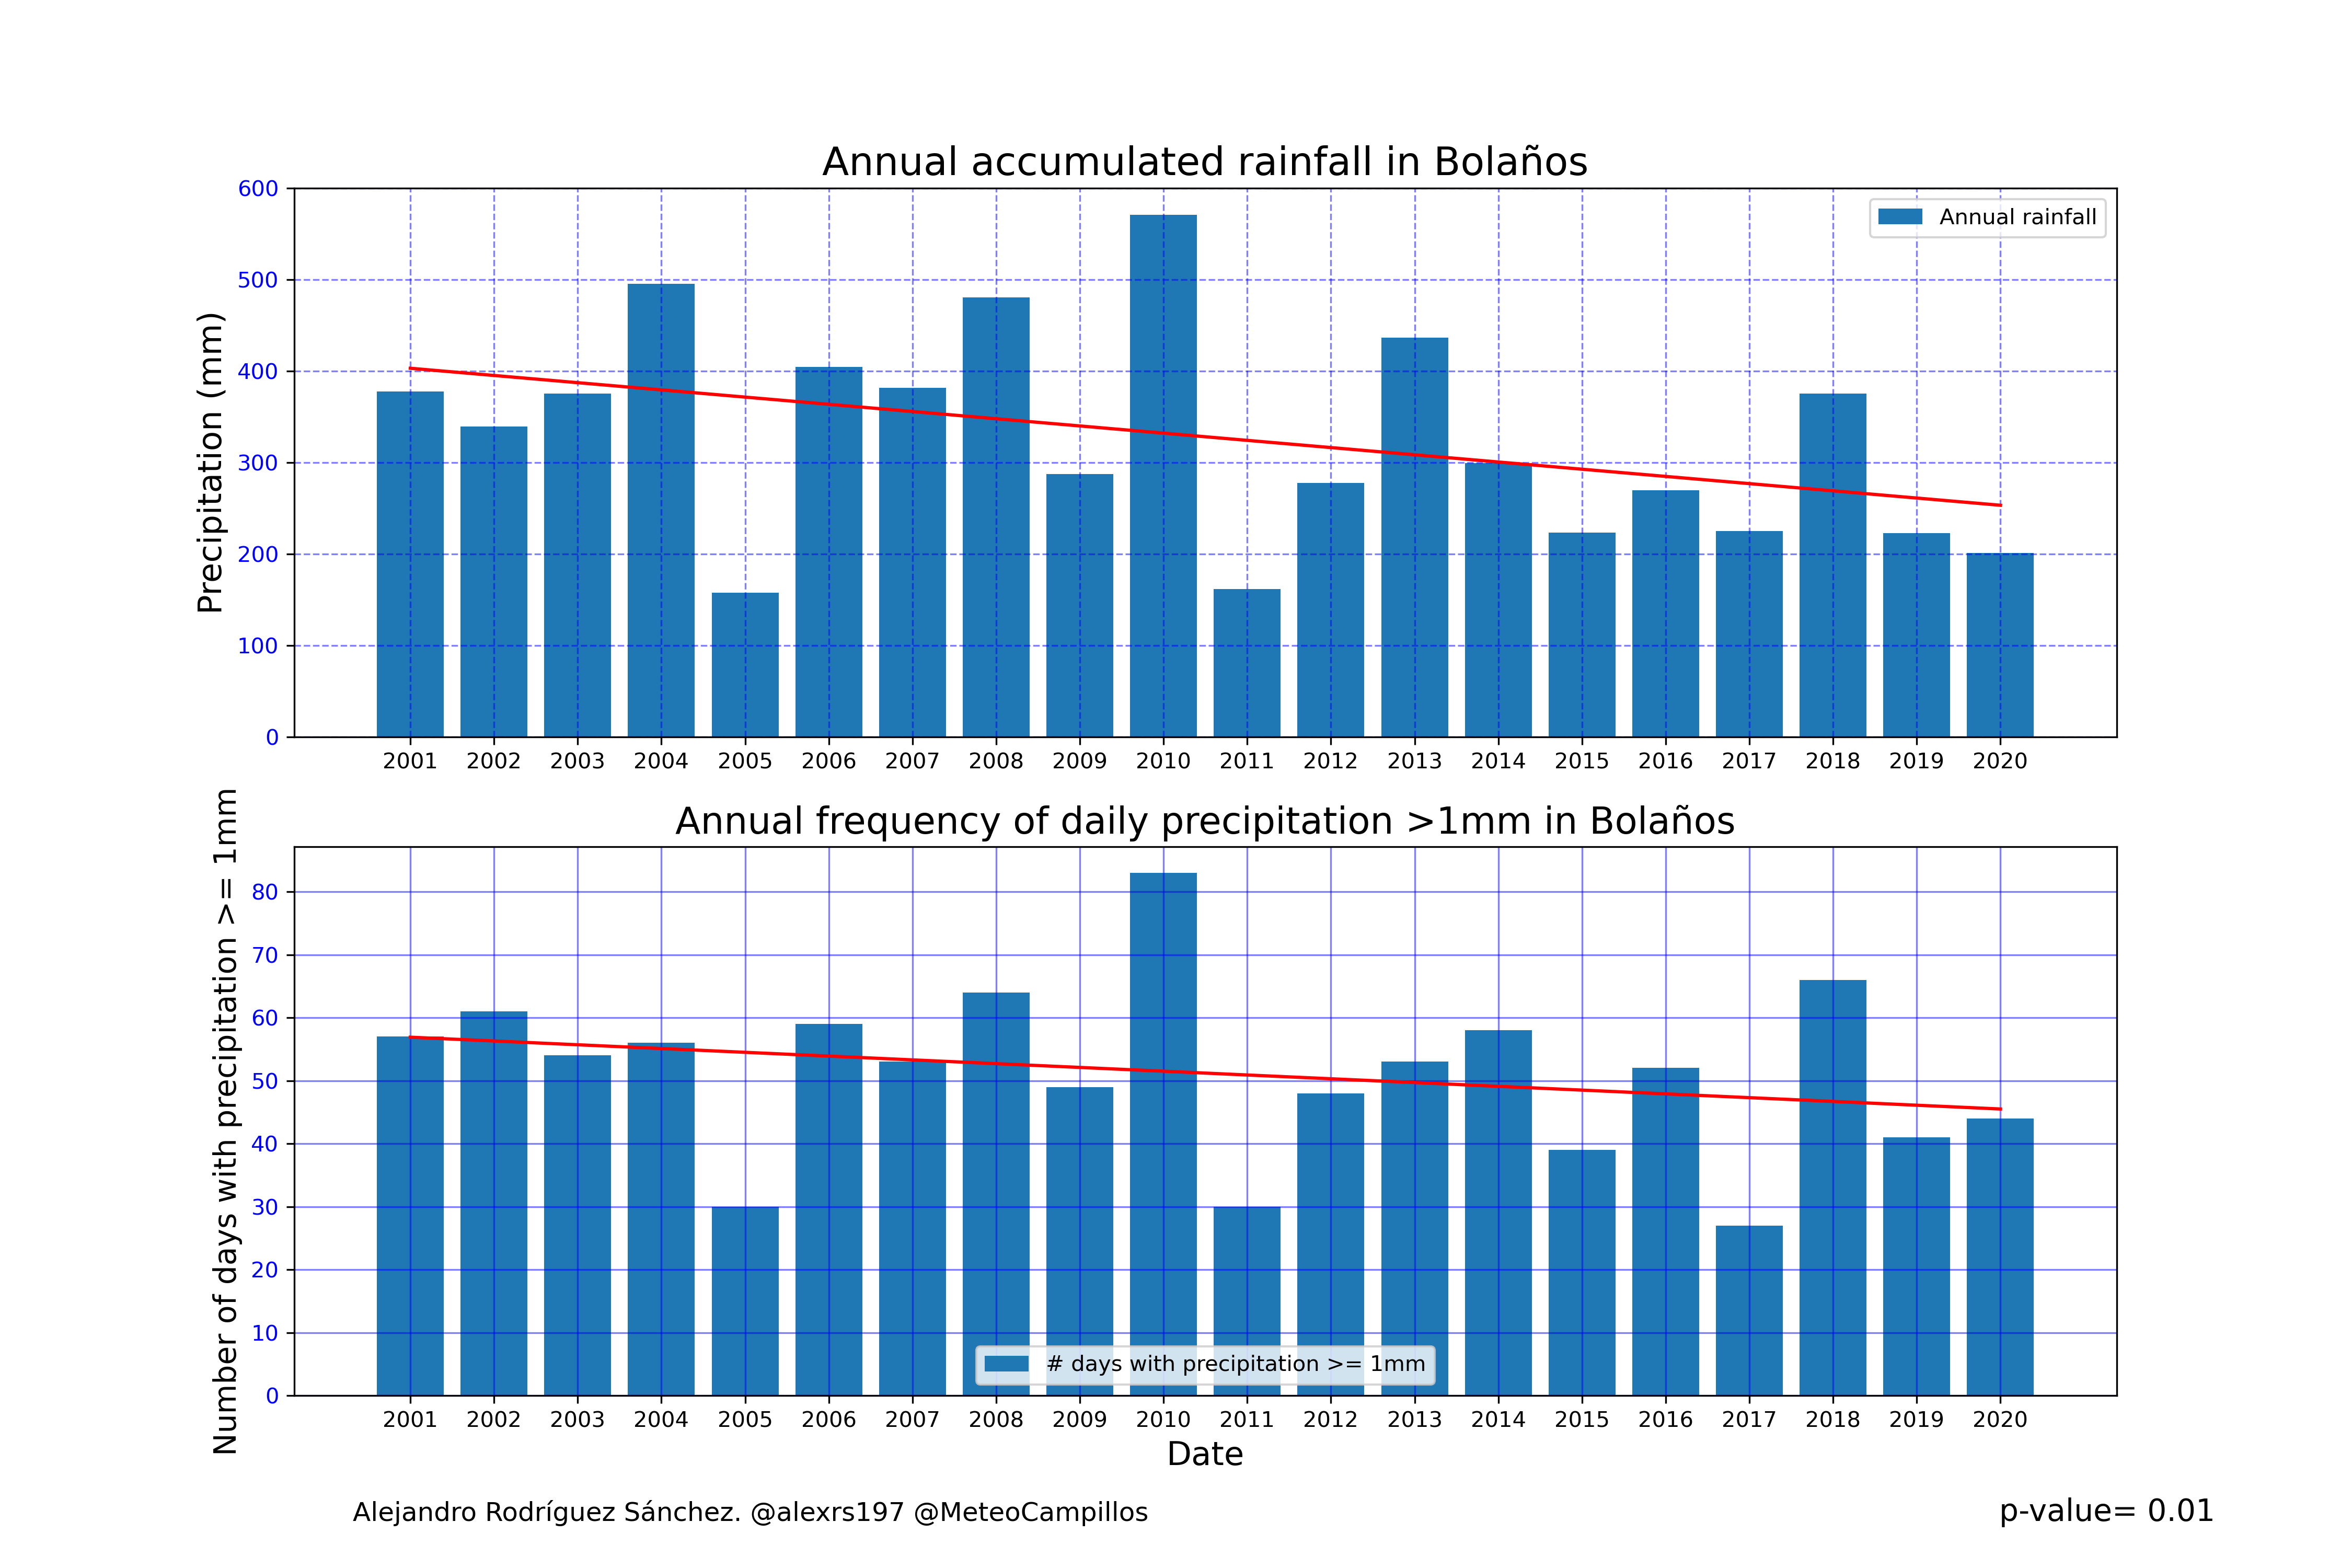 Annual accumulated rainfall in Bolaños
Precipitation (mm)
600
500
400
300
200
100
0
Annual rainfall
2001 2002 2003 2004 2005 2006 2007 2008 2009 2010 2011 2012 2013 2014 2015 2016 2017 2018 2019 2020
Annual frequency of daily precipitation >1mm in Bolaños
Number of days with precipitation >= 1mm
80
70
60
50
40
30
20
10
0
# days with precipitation >= 1mm
2001 2002 2003 2004 2005 2006 2007 2008 2009 2010 2011 2012 2013 2014 2015 2016 2017 2018 2019 2020
Date
Alejandro Rodríguez Sánchez. @alexrs197 @MeteoCampillos
p-value= 0.01